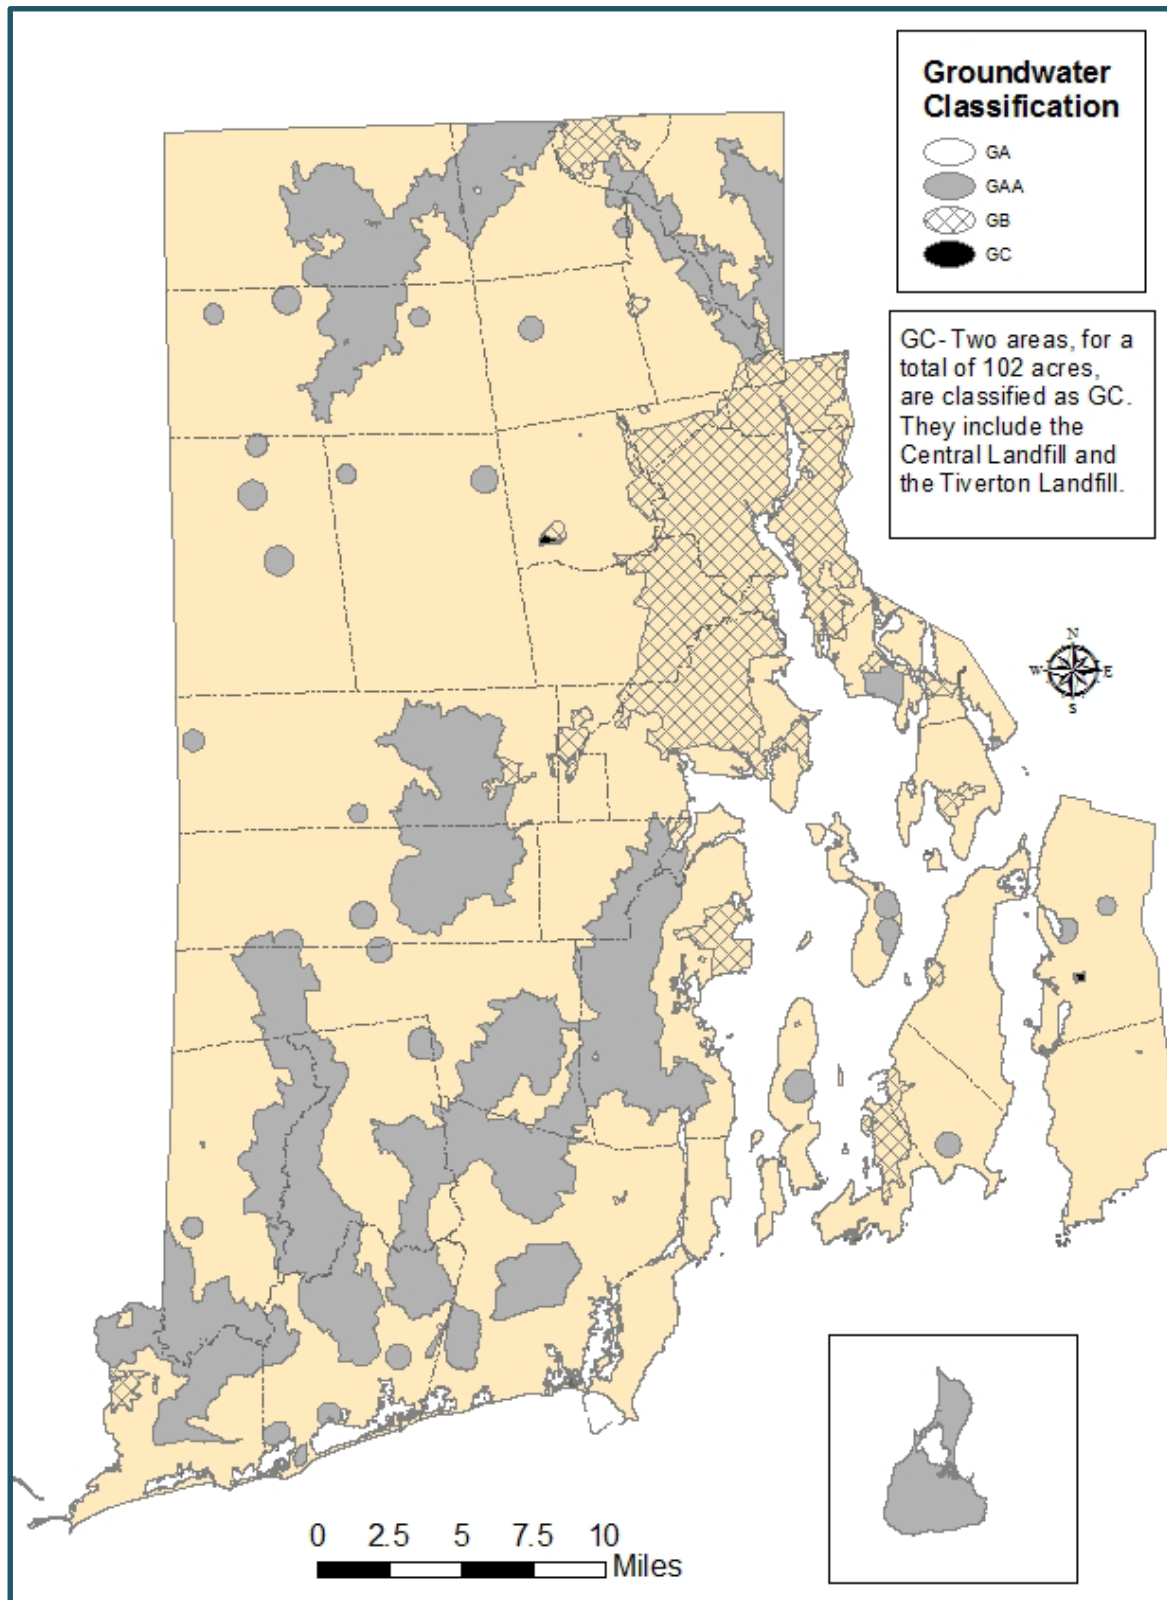 Groundwater
Classification
GA
GAA
GB
GC
GC- Two areas, for a
total of 102 acres,
are classified as GC.
They include the
Central Landfill and
the Tiverton Landfill.
N
W E
S
0 2.5 5 7.5 10
Miles